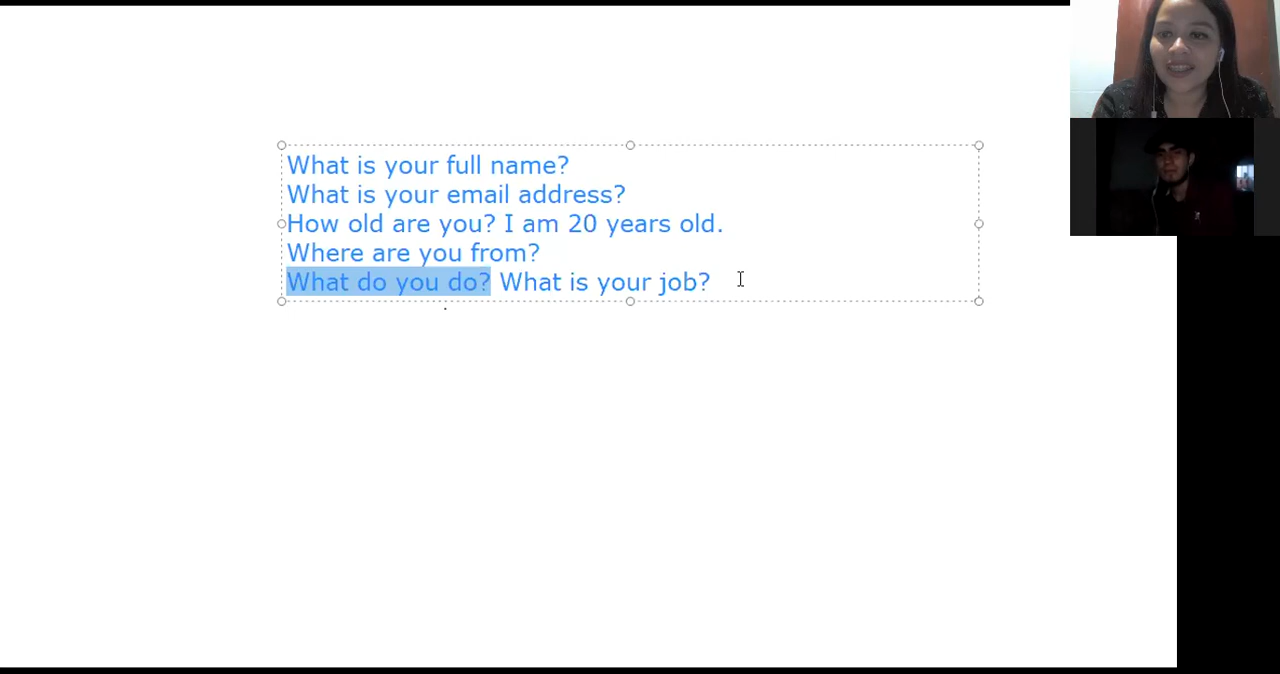 What is your full name?
What is your email address?
How old are you? I am 20 years old.
Where are you from?
What do you do? What is your job?